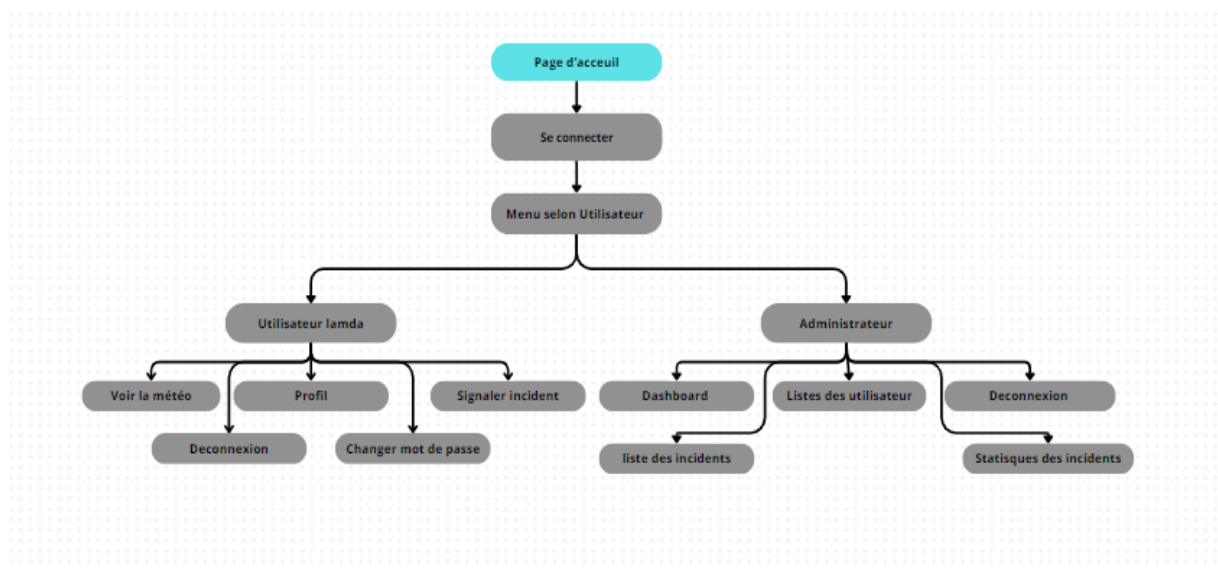 Page d'acceuil
Se connecter
Menu selon Utilisateur
Utilisateur lamda
Administrateur
Voir la météo
Profil
Signaler incident
Dashboard
Listes des utilisateur
Deconnexion
Deconnexion
Changer mot de passe
liste des incidents
Statisques des incidents